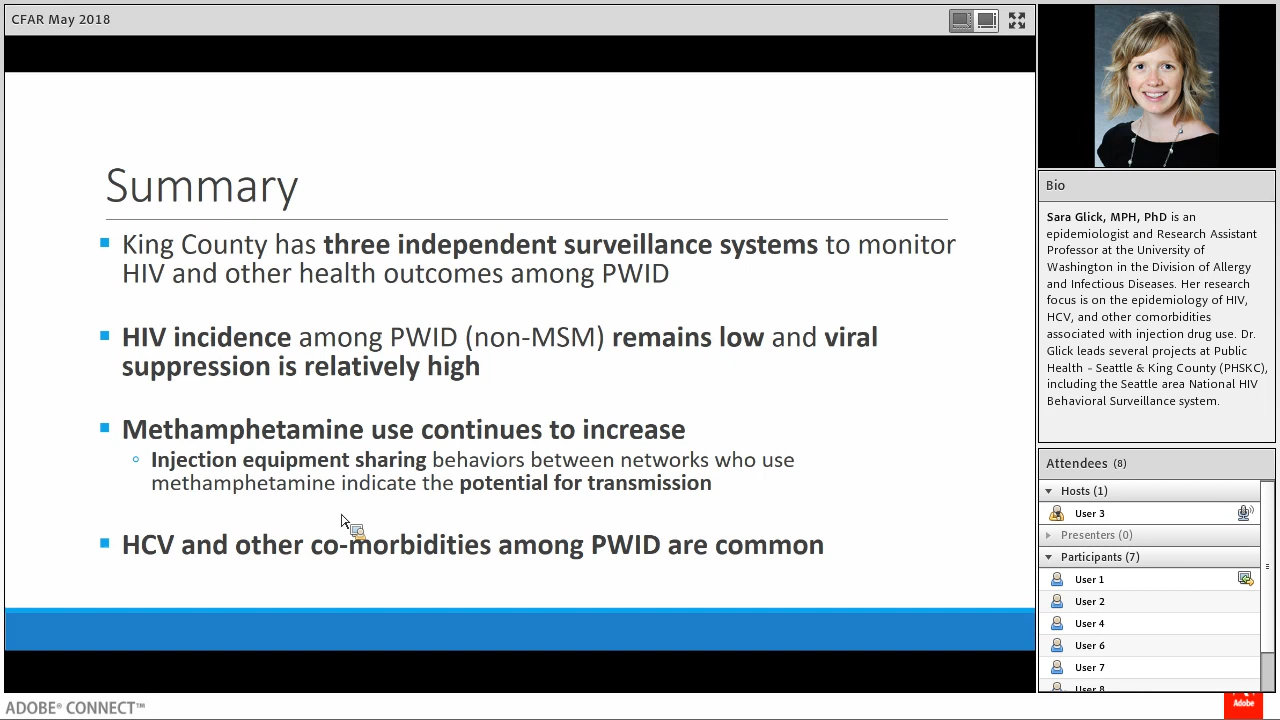 CFAR May 2018
Summary
King County has three independent surveillance systems to monitor
HIV and other health outcomes among PWID
HIV incidence among PWID (non-MSM) remains low and viral
suppression is relatively high
Methamphetamine use continues to increase
Injection equipment sharing behaviors between networks who use
methamphetamine indicate the potential for transmission
HCV and other co-morbidities among PWID are common
Bio
Sara Glick, MPH, PhD is an
epidemiologist and Research Assistant
Professor at the University of
Washington in the Division of Allergy
and Infectious Diseases. Her research
focus is on the epidemiology of HIV,
HCV, and other comorbidities
associated with injection drug use. Dr.
Glick leads several projects at Public
Health – Seattle & King County (PHSKC),
including the Seattle area National HIV
Behavioral Surveillance system.
Attendees (8)
Hosts (1)
User 3
Presenters (0)
Participants (7)
User 1
User 2
User 4
User 6
User 7
User 8
ADOBE® CONNECT™
Adobe